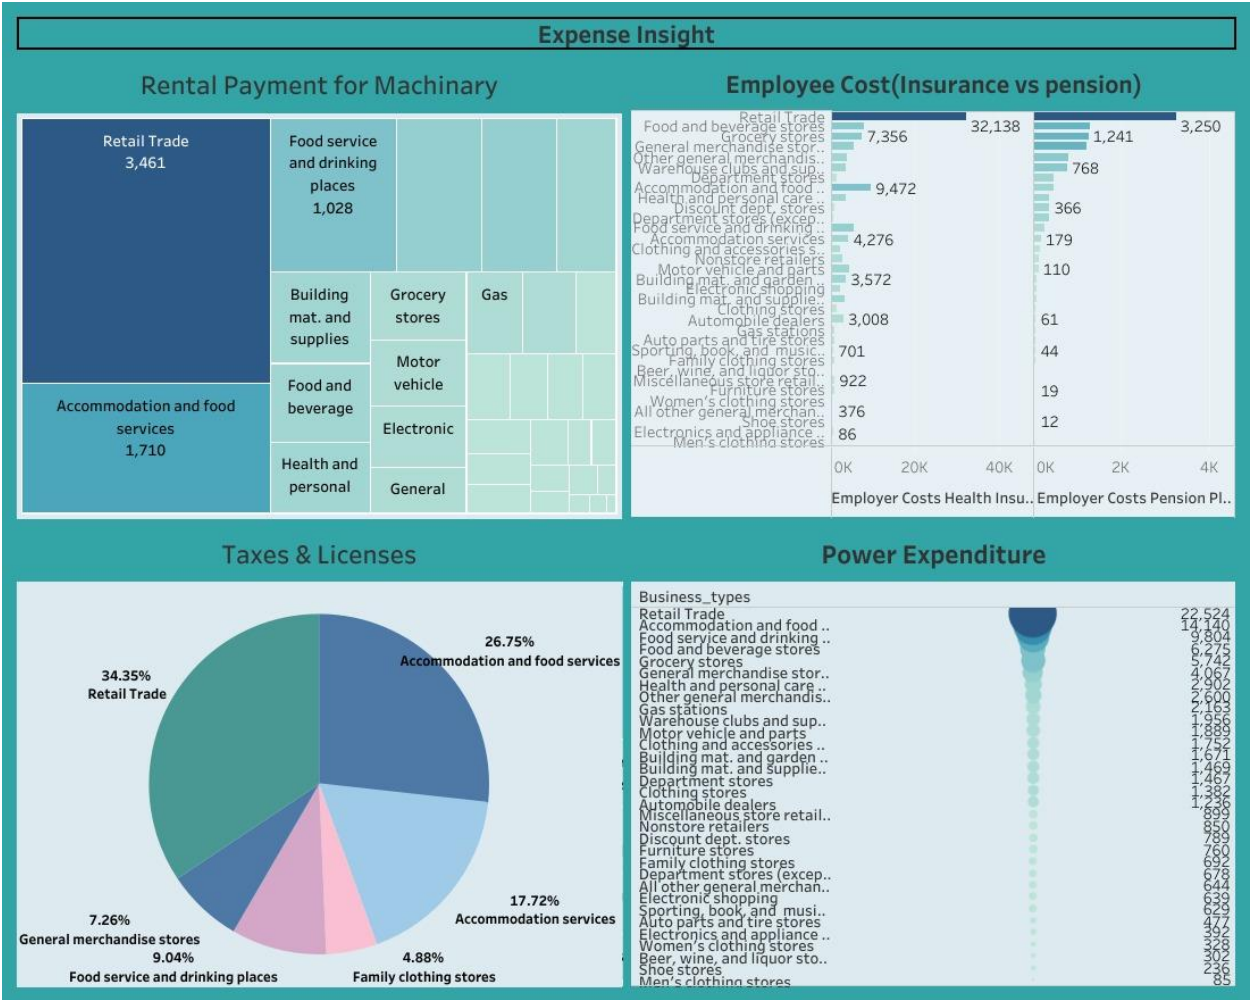 Expense Insight
Rental Payment for Machinary
Retail Trade
3,461
Food service
and drinking
places
1,028
Building
mat. and
supplies
Grocery
stores
Gas
Motor
vehicle
Food and
beverage
Accommodation and food
services
1,710
Electronic
Health and
personal
General
Employee Cost(Insurance vs pension)
Retail Trade
Food and beverage stores
Grocery stores
General merchandise stor..
Other general merchandis..
Warehouse clubs and sup..
Department stores
Accommodation and food ..
Health and personal care ..
Discount dept. stores
Department stores (excep..
Food service and drinking ..
Accommodation services
Clothing and accessories s..
Nonstore retailers
Motor vehicle and parts
Building mat. and garden ..
Electronic shopping
Building mat. and supplie..
Clothing stores
Automobile dealers
Gas stations
Auto parts and tire stores
Sporting, book, and music..
Family clothing stores
Beer, wine, and liquor sto..
Miscellaneous store retail..
Furniture stores
Women's clothing stores
All other general merchan..
Shoe stores
Electronics and appliance ..
Men's clothing stores
32,138
7,356
9,472
4,276
3,572
3,008
701
922
376
86
3,250
1,241
768
366
179
110
61
44
19
12
0K 20K 40K 0K 2K 4K
Employer Costs Health Insu.. Employer Costs Pension Pl..
Taxes & Licenses
26.75%
Accommodation and food services
34.35%
Retail Trade
17.72%
Accommodation services
7.26%
General merchandise stores
9.04%
Food service and drinking places
4.88%
Family clothing stores
Power Expenditure
Business_types
Retail Trade 22,524
Accommodation and food .. 14,140
Food service and drinking .. 9,804
Food and beverage stores 6,275
Grocery stores 5,742
General merchandise stor.. 4,067
Health and personal care .. 2,902
Other general merchandis.. 2,600
Gas stations 2,163
Warehouse clubs and sup.. 1,956
Motor vehicle and parts 1,889
Clothing and accessories .. 1,752
Building mat. and garden .. 1,671
Building mat. and supplie.. 1,469
Department stores 1,467
Clothing stores 1,382
Automobile dealers 1,236
Miscellaneous store retail.. 899
Nonstore retailers 850
Discount dept. stores 789
Furniture stores 760
Family clothing stores 692
Department stores (excep.. 678
All other general merchan.. 644
Electronic shopping 639
Sporting, book, and musi.. 629
Auto parts and tire stores 477
Electronics and appliance .. 392
Women's clothing stores 328
Beer, wine, and liquor sto.. 302
Shoe stores 236
Men's clothing stores 85